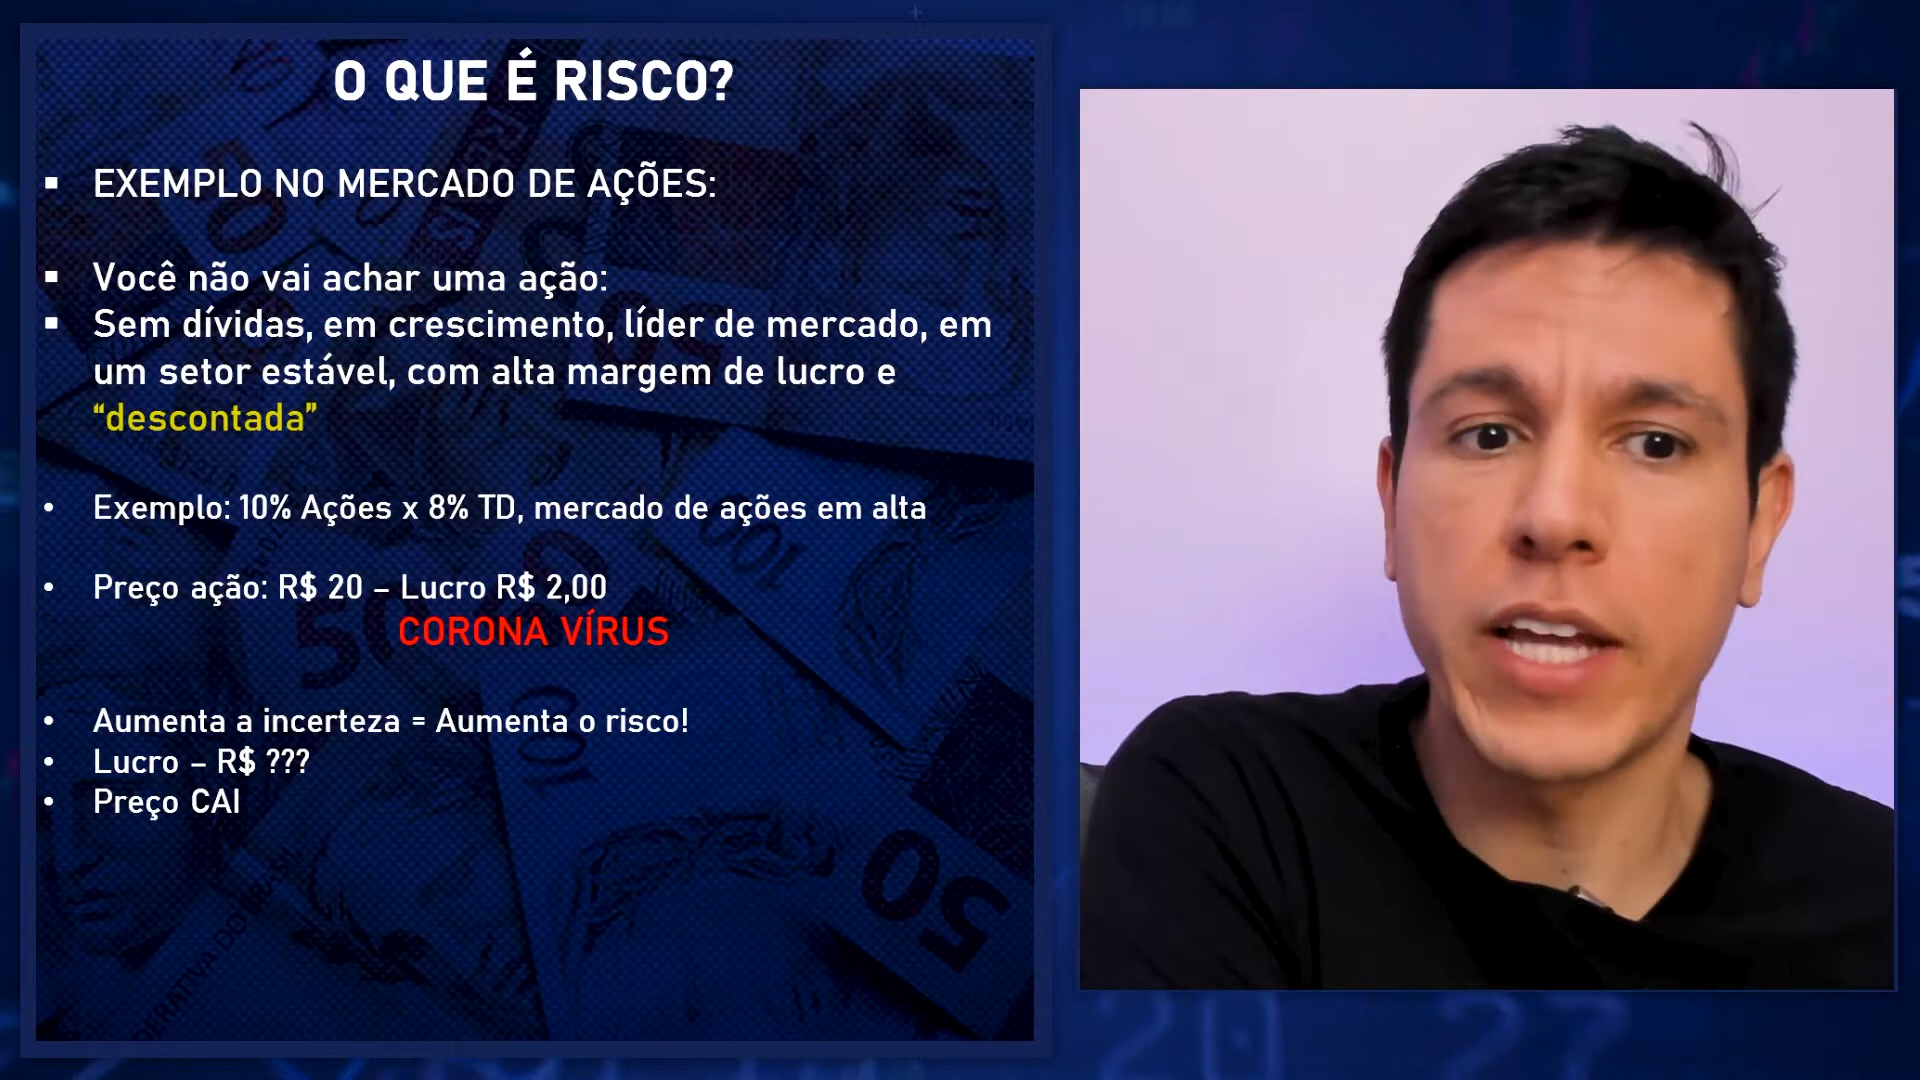 O QUE É RISCO?
▪ EXEMPLO NO MERCADO DE AÇÕES:
▪ Você não vai achar uma ação:
▪ Sem dívidas, em crescimento, líder de mercado, em
um setor estável, com alta margem de lucro e
“descontada”
• Exemplo: 10% Ações x 8% TD, mercado de ações em alta
• Preço ação: R$ 20 – Lucro R$ 2,00
CORONA VÍRUS
• Aumenta a incerteza = Aumenta o risco!
• Lucro – R$ ???
• Preço CAI